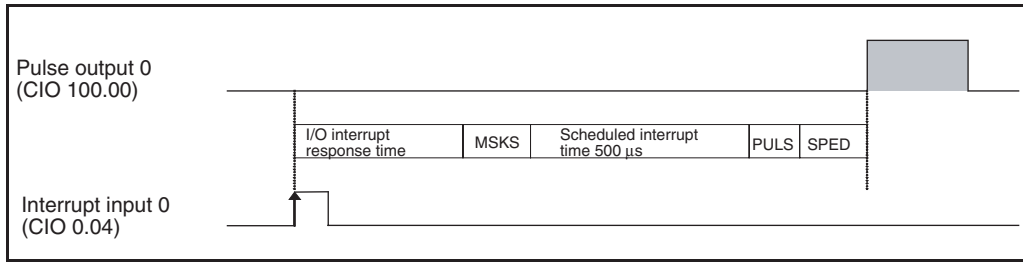 Pulse output 0
(CIO 100.00)
I/O interrupt
response time
MSKS
Scheduled interrupt
time 500 μs
PULS
SPED
Interrupt input 0
(CIO 0.04)